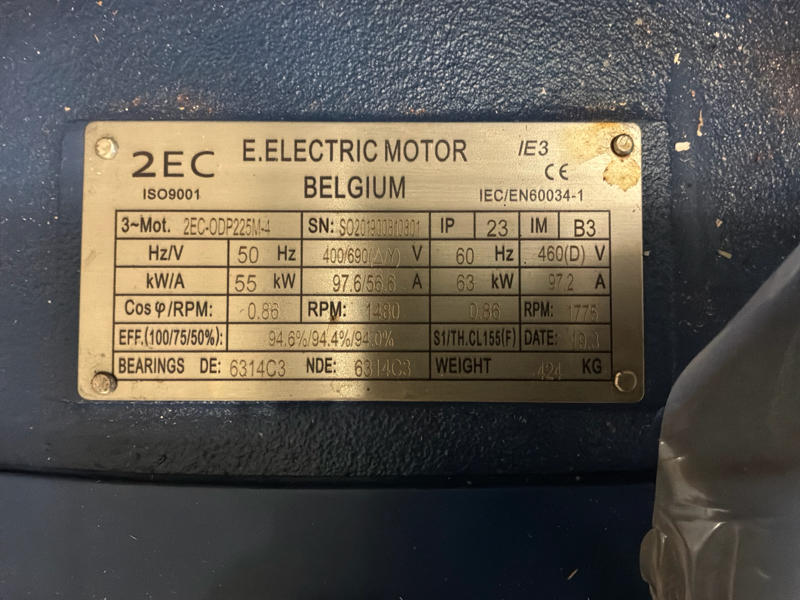 2EC E.ELECTRIC MOTOR IE3
CE
ISO9001 BELGIUM IEC/EN60034-1
3~Mot. 2EC-ODP225M-4 SN: IP 23 IM B3
Hz/V 50 Hz 400/690(Δ/Y) V 60 Hz 460(D) V
kW/A 55 kW 97.6/56.6 A 63 kW 97.2 A
Cos φ/RPM: 0.86 RPM: 1480 0.86 RPM: 1776
EFF.(100/75/50%): 94.6%/94.4%/94.0% S1/TH.CL155(F) DATE: 19.3
BEARINGS DE: 6314C3 NDE: 6314C3 WEIGHT 424 KG